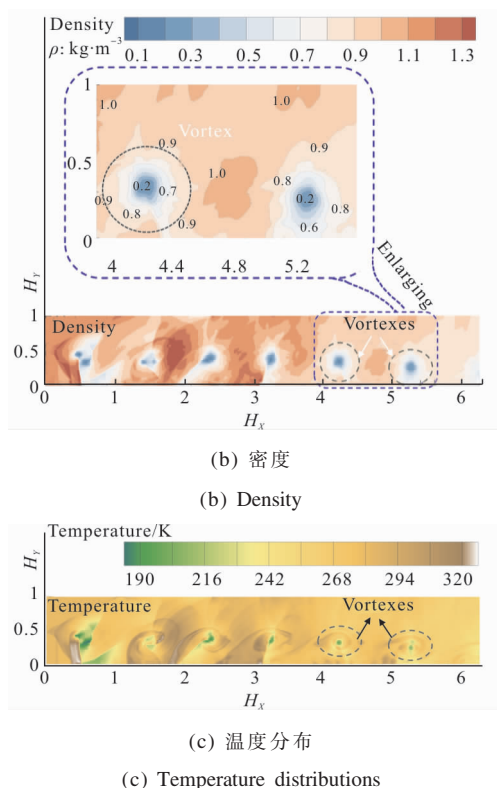 Density
ρ: kg·m⁻³
0.1 0.3 0.5 0.7 0.9 1.1 1.3
1
1.0
1.0
Vortex
0.9
0.9
0.5
1.0
0.2
0.7
0.8
0.2
0.9
0.8
0.8
0.9
0.6
0
4 4.4 4.8 5.2
Enlarging
H_Y
1
Density
Vortexes
0.5
0
0 1 2 3 4 5 6
H_X
(b) 密度
(b) Density
Temperature/K
H_Y
190 216 242 268 294 320
1
Temperature
Vortexes
0.5
0
0 1 2 3 4 5 6
H_X
(c) 温度分布
(c) Temperature distributions